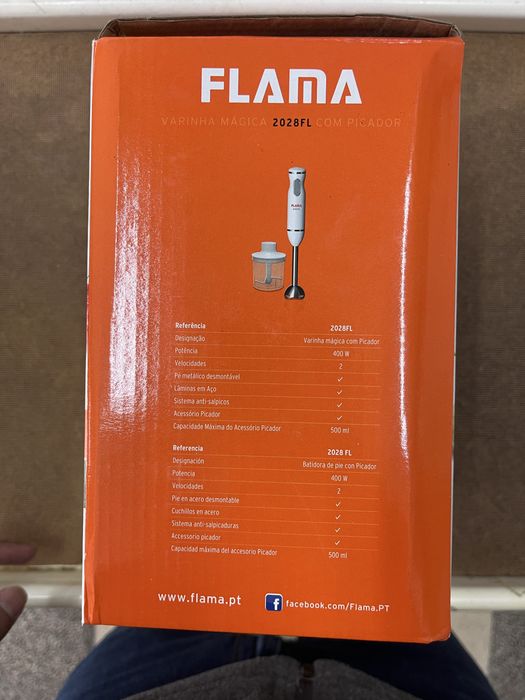 FLAMA
VARINHA MÁGICA 2028FL COM PICADOR
FLAMA
Referência 2028FL
Designação Varinha mágica com Picador
Potência 400 W
Velocidades 2
Pé metálico desmontável ✓
Lâminas em Aço ✓
Sistema anti-salpicos ✓
Acessório Picador ✓
Capacidade Máxima do Acessório Picador 500 ml
Referencia 2028 FL
Designación Batidora de pie con Picador
Potencia 400 W
Velocidades 2
Pie en acero desmontable ✓
Cuchillos en acero ✓
Sistema anti-salpicaduras ✓
Accessorio picador ✓
Capacidad máxima del accesorio Picador 500 ml
www.flama.pt
f facebook.com/Flama.PT